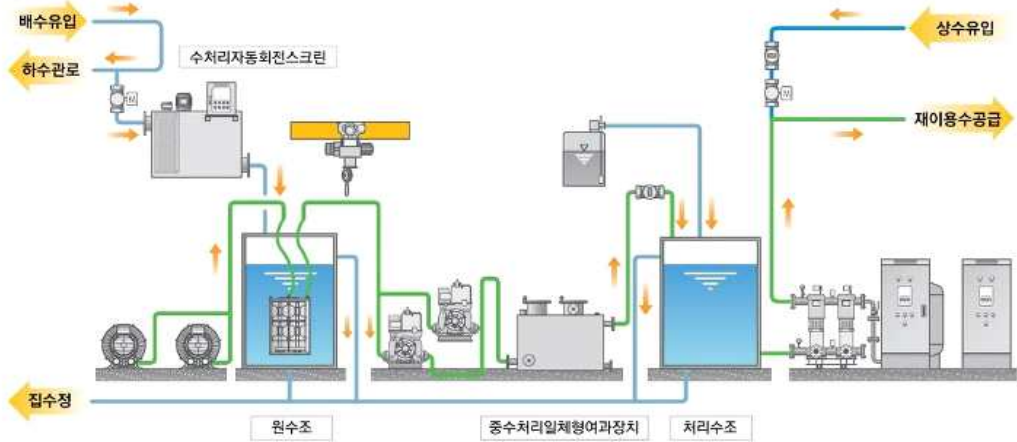 배수유입
상수유입
하수관로
수처리자동회전스크린
재이용수공급
집수정
원수조
중수처리일체형여과장치
처리수조